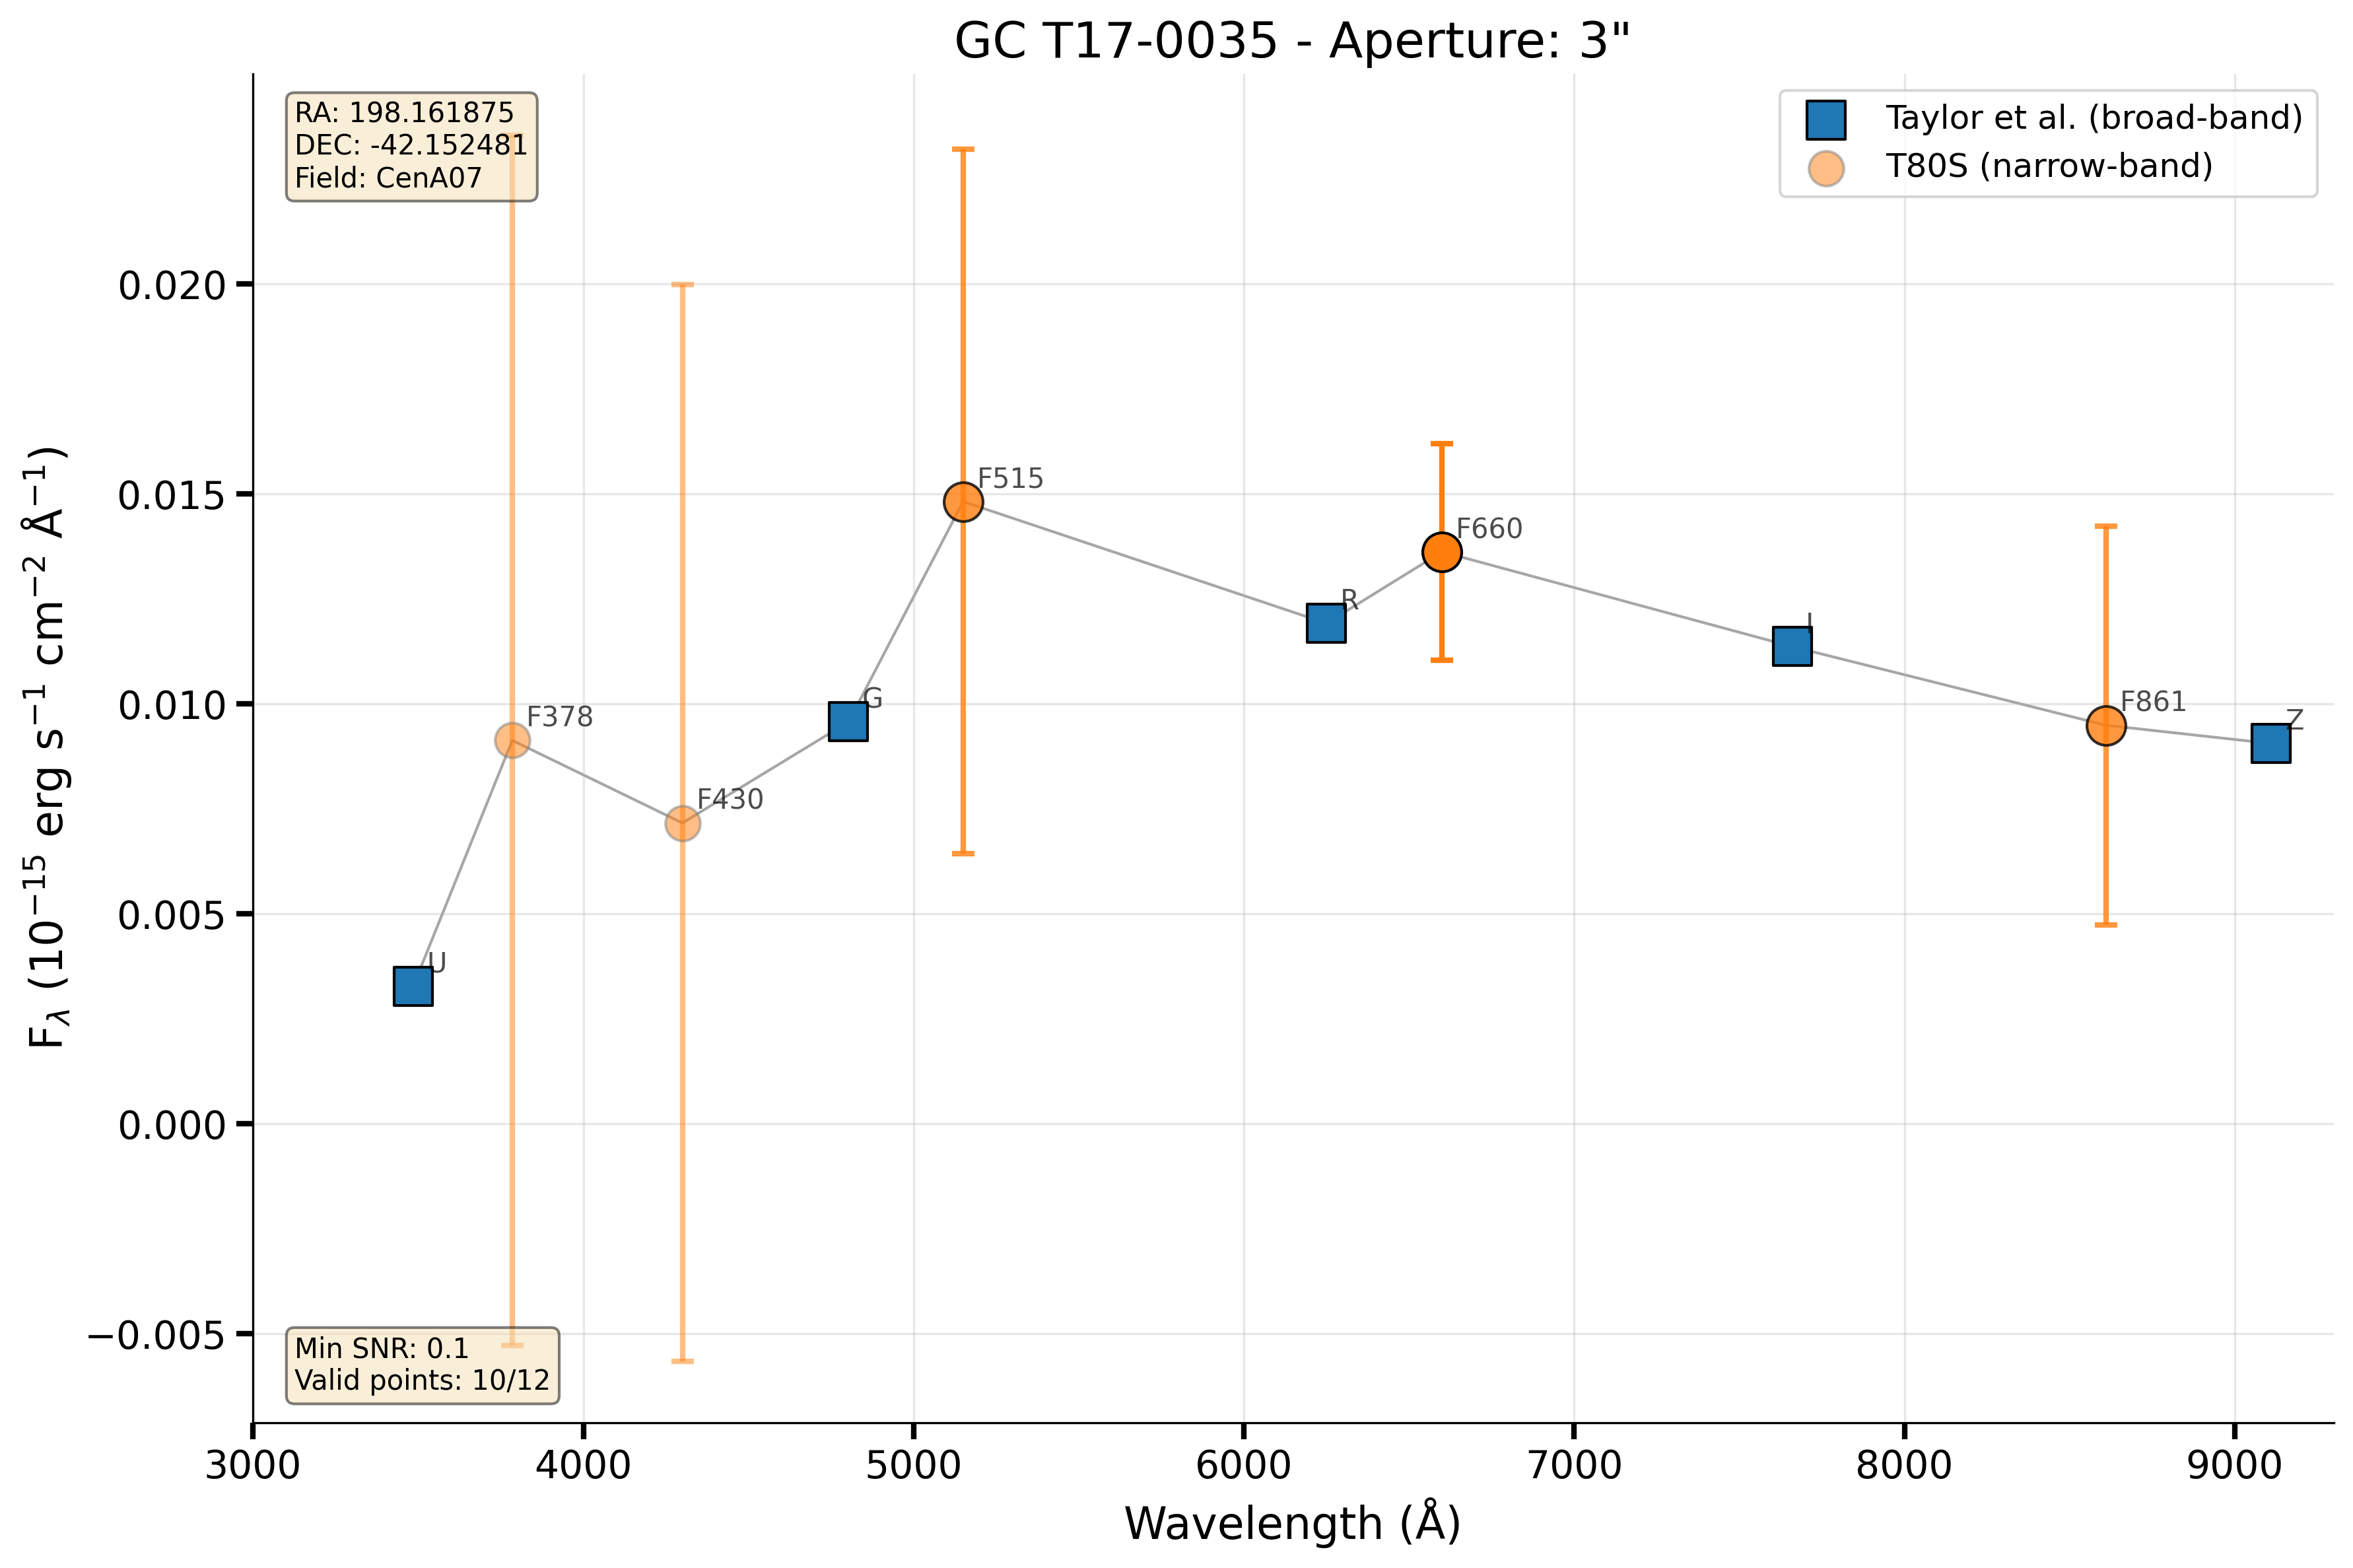 GC T17-0035 - Aperture: 3"
RA: 198.161875
DEC: -42.152481
Field: CenA07
Taylor et al. (broad-band)
T80S (narrow-band)
F_λ (10⁻¹⁵ erg s⁻¹ cm⁻² Å⁻¹)
0.020
0.015
0.010
0.005
0.000
−0.005
U
F378
F430
G
F515
R
F660
I
F861
Z
Min SNR: 0.1
Valid points: 10/12
3000
4000
5000
6000
7000
8000
9000
Wavelength (Å)